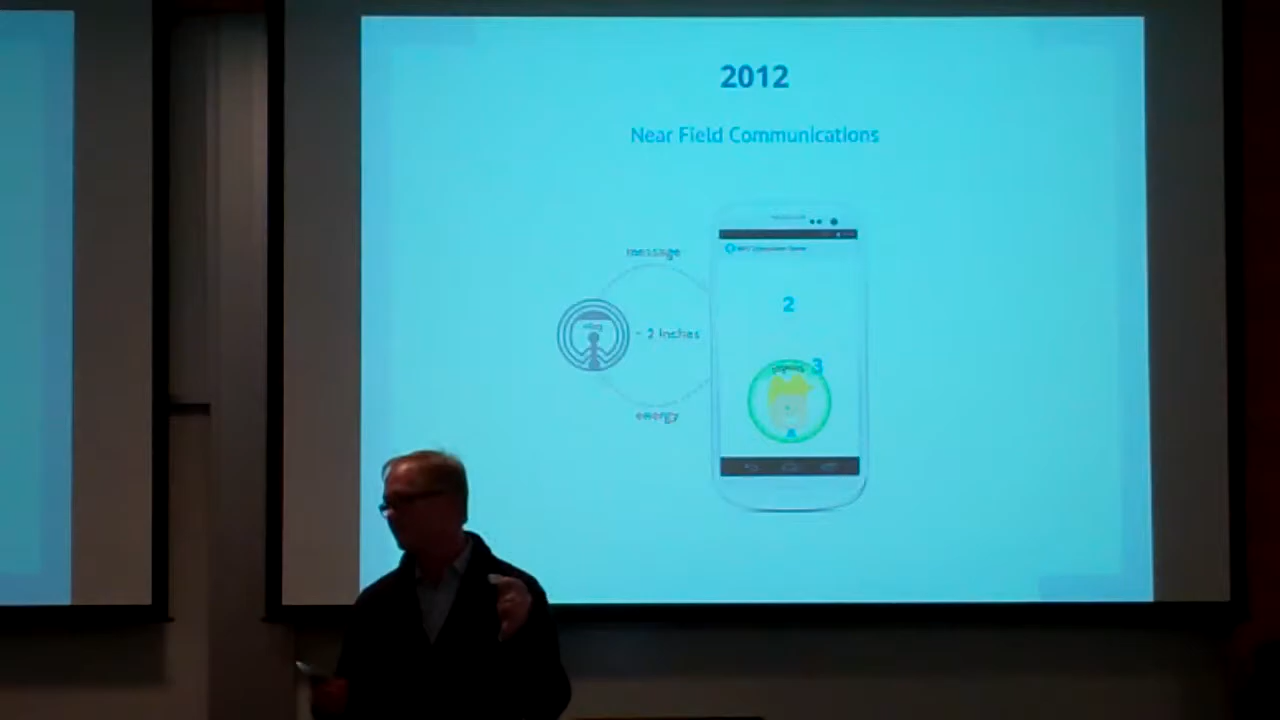 2012
Near Field Communications
message
2
~ 2 inches
3
energy